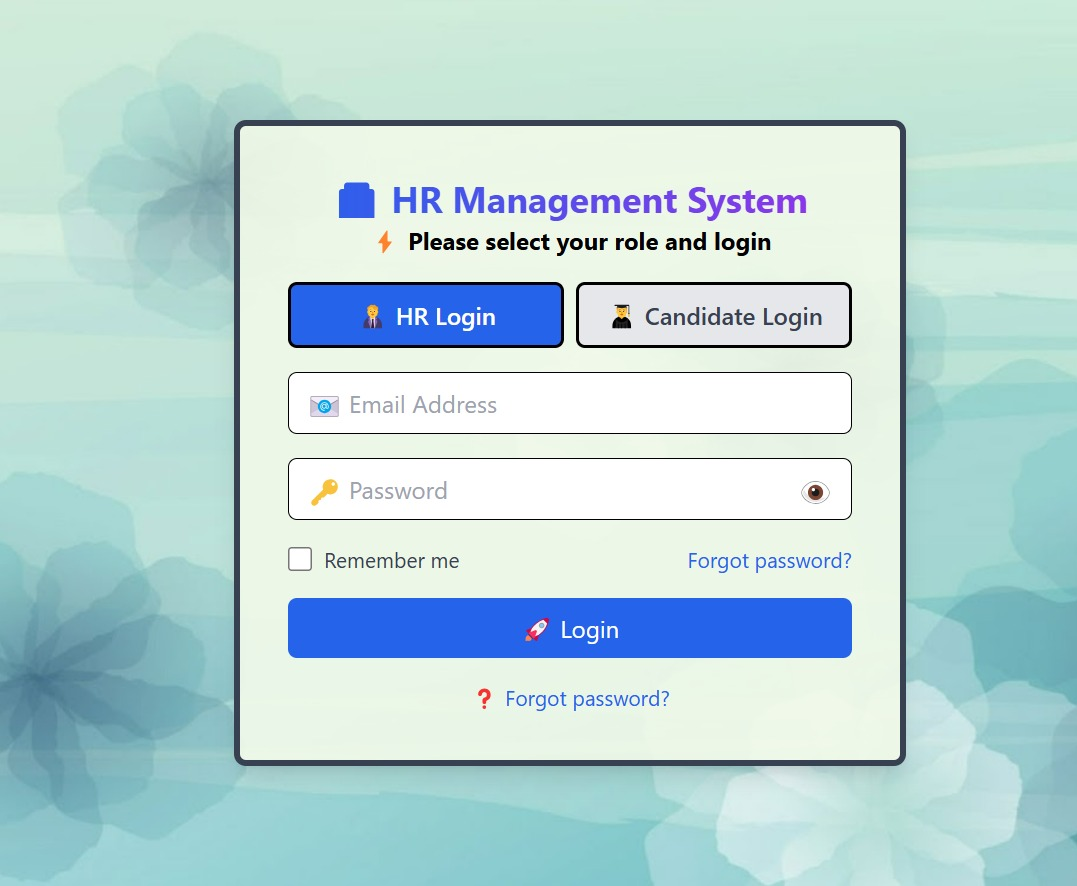 HR Management System
Please select your role and login
HR Login
Candidate Login
Email Address
Password
Remember me
Forgot password?
Login
Forgot password?